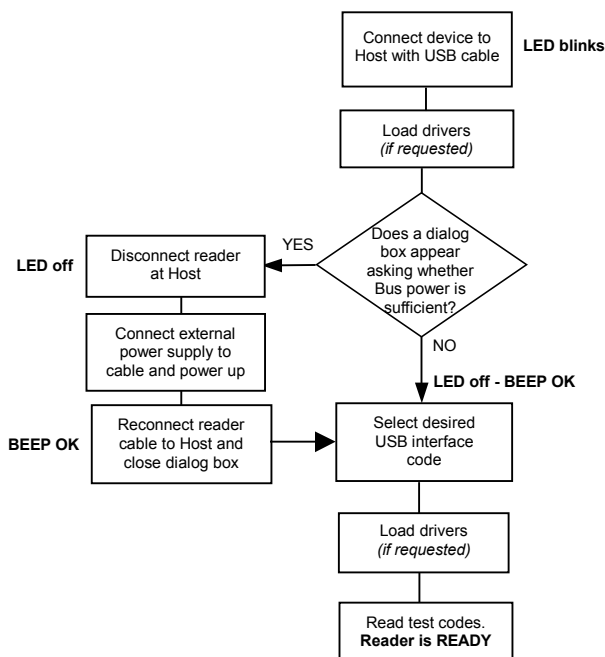 Connect device to
Host with USB cable
LED blinks
Load drivers
(if requested)
Does a dialog
box appear
asking whether
Bus power is
sufficient?
YES
LED off
Disconnect reader
at Host
Connect external
power supply to
cable and power up
BEEP OK
Reconnect reader
cable to Host and
close dialog box
NO
LED off - BEEP OK
Select desired
USB interface
code
Load drivers
(if requested)
Read test codes.
Reader is READY